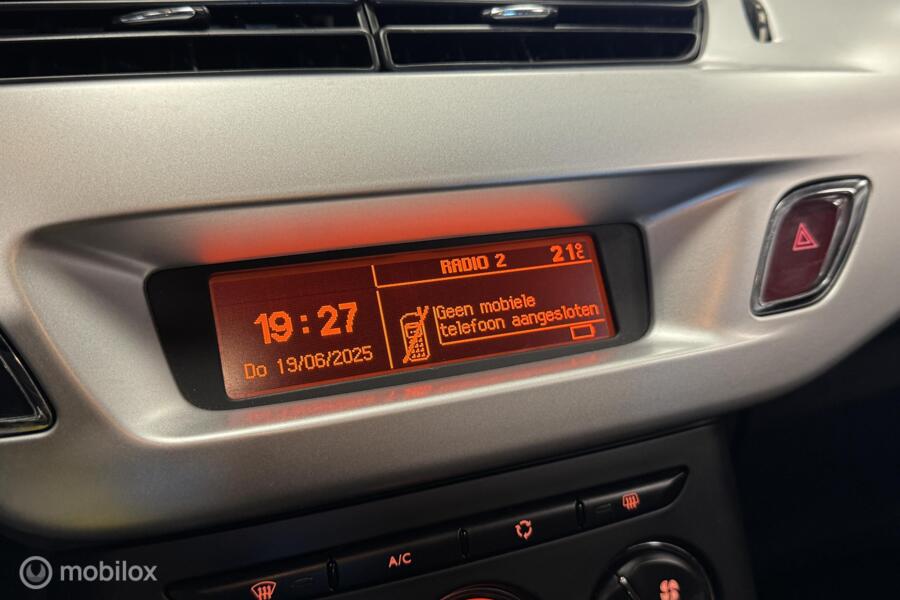 RADIO 2
21°C
19:27
Geen mobiele
telefoon aangesloten
Do 19/06/2025
A/C
mobilox